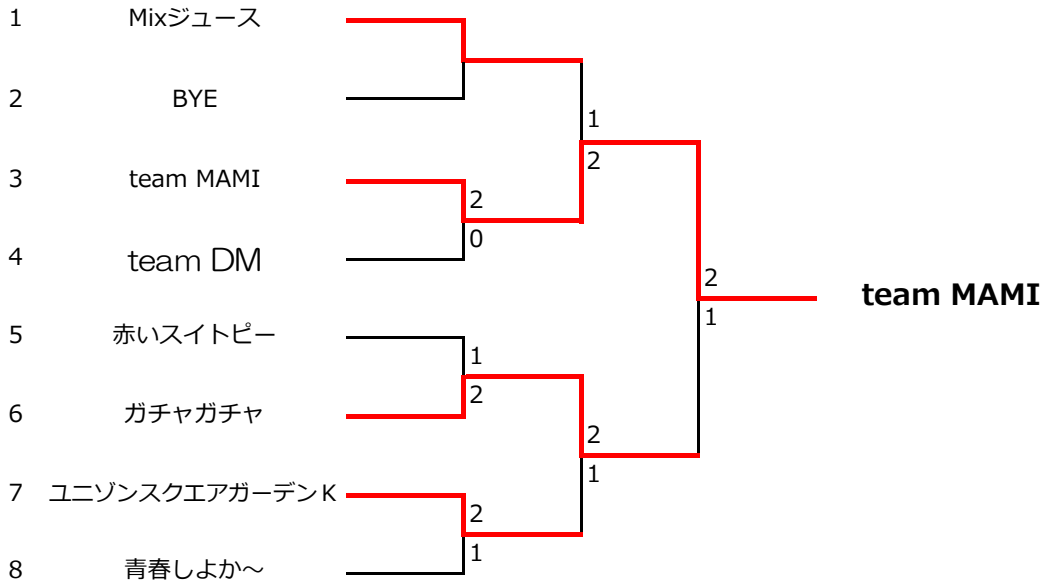 1 Mixジュース
1
2 BYE
2
3 team MAMI
2
0
4 team DM
2
1
team MAMI
5 赤いスイトピー
1
2
6 ガチャガチャ
2
1
7 ユニゾンスクエアガーデンK
2
1
8 青春しよか～